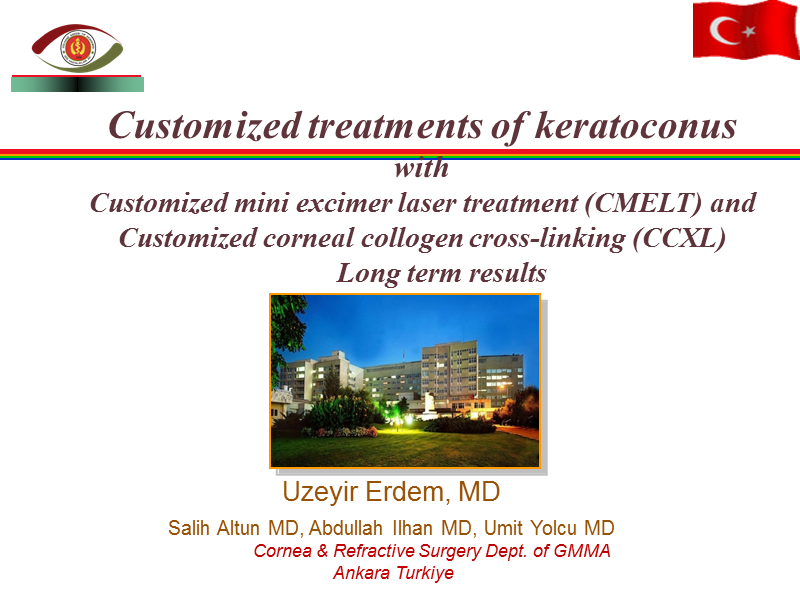 Customized treatments of keratoconus
with
Customized mini excimer laser treatment (CMELT) and
Customized corneal collogen cross-linking (CCXL)
Long term results
Uzeyir Erdem, MD
Salih Altun MD, Abdullah Ilhan MD, Umit Yolcu MD
Cornea & Refractive Surgery Dept. of GMMA
Ankara Turkiye